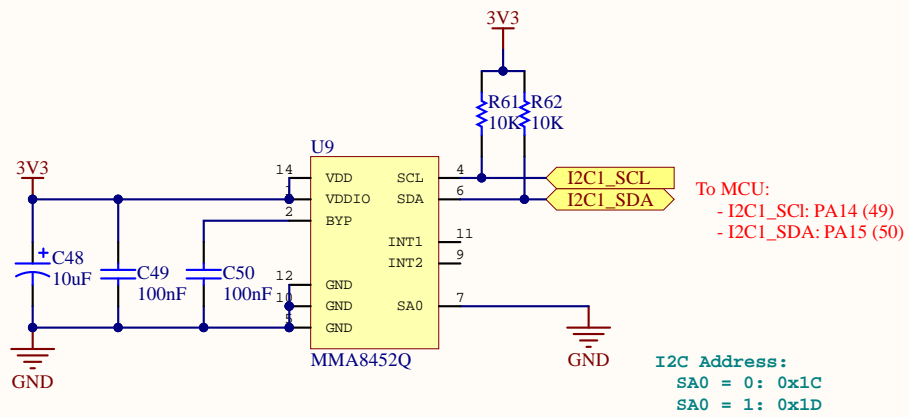 3V3
R61
10K
R62
10K
U9
3V3
14
VDD
1
VDDIO
2
BYP
SCL
4
I2C1_SCL
SDA
6
I2C1_SDA
To MCU:
- I2C1_SCl: PA14 (49)
- I2C1_SDA: PA15 (50)
INT1
11
INT2
9
C48
10uF
C49
100nF
C50
100nF
12
GND
10
GND
5
GND
SA0
7
MMA8452Q
GND
GND
I2C Address:
SA0 = 0: 0x1C
SA0 = 1: 0x1D